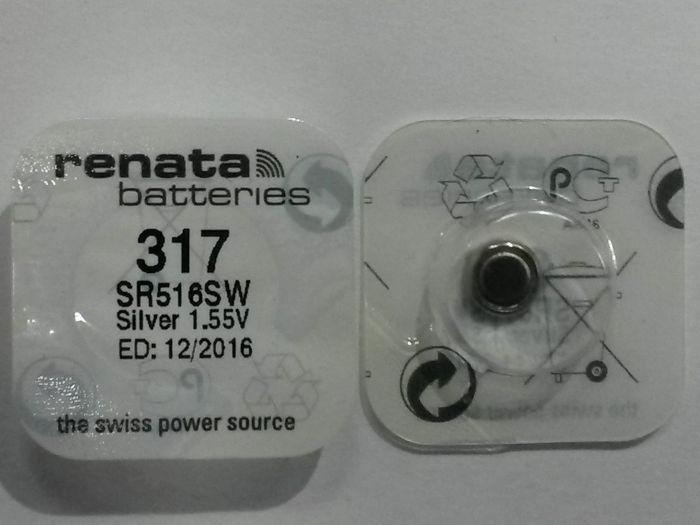 renata
batteries
317
SR516SW
Silver 1.55V
ED: 12/2016
the swiss power source